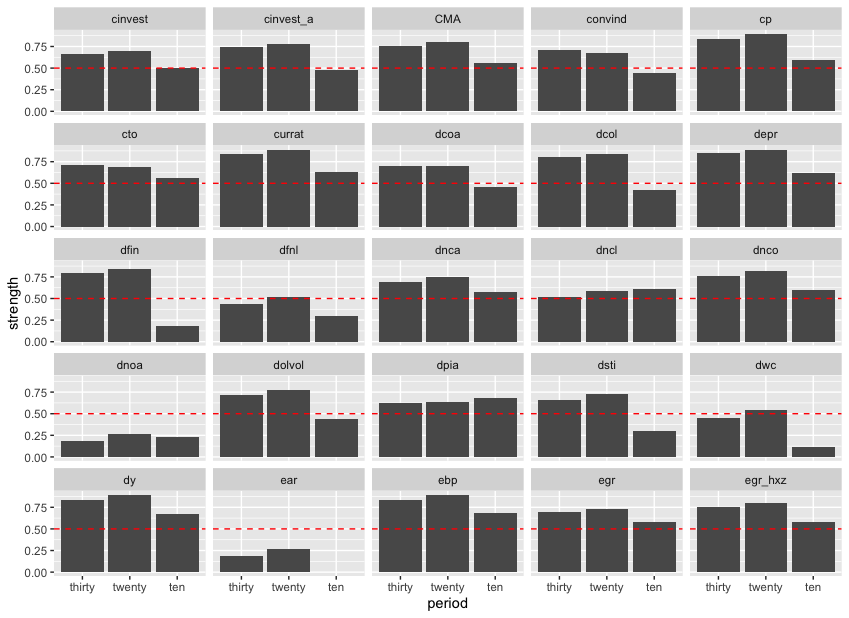 cinvest cinvest_a CMA convind cp
0.75
0.50
0.25
0.00
cto currat dcoa dcol depr
0.75
0.50
0.25
0.00
dfin dfnl dnca dncl dnco
0.75
0.50
0.25
0.00
strength
dnoa dolvol dpia dsti dwc
0.75
0.50
0.25
0.00
dy ear ebp egr egr_hxz
0.75
0.50
0.25
0.00
thirty twenty ten thirty twenty ten thirty twenty ten thirty twenty ten thirty twenty ten
period